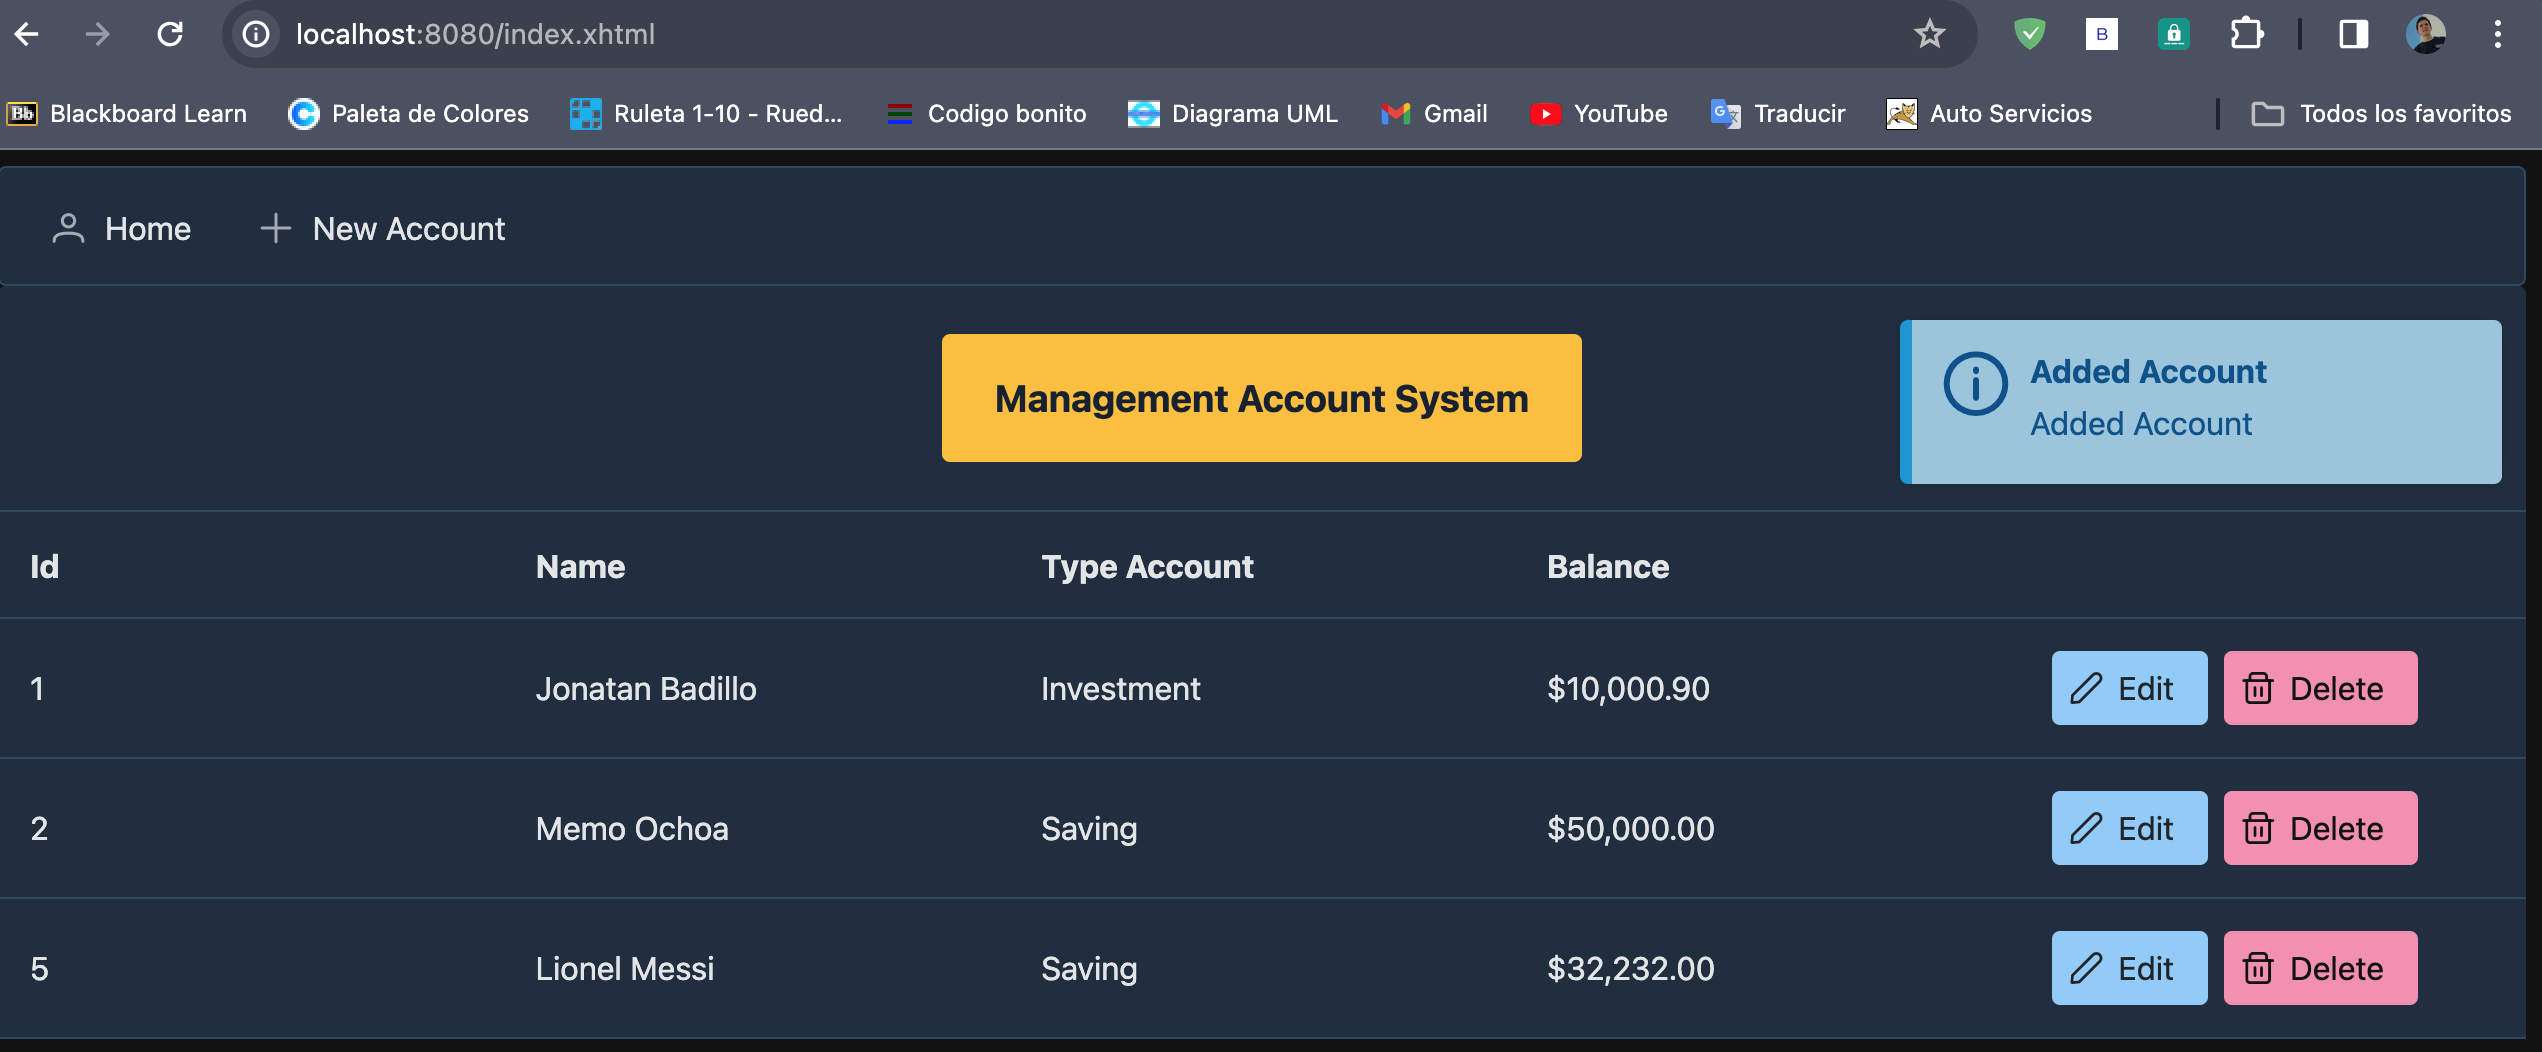 localhost:8080/index.xhtml
B
Bb Blackboard Learn Paleta de Colores Ruleta 1-10 - Rued... Codigo bonito Diagrama UML Gmail YouTube Traducir Auto Servicios Todos los favoritos
Home New Account
Management Account System
Added Account
Added Account
Id Name Type Account Balance
1 Jonatan Badillo Investment $10,000.90 Edit Delete
2 Memo Ochoa Saving $50,000.00 Edit Delete
5 Lionel Messi Saving $32,232.00 Edit Delete